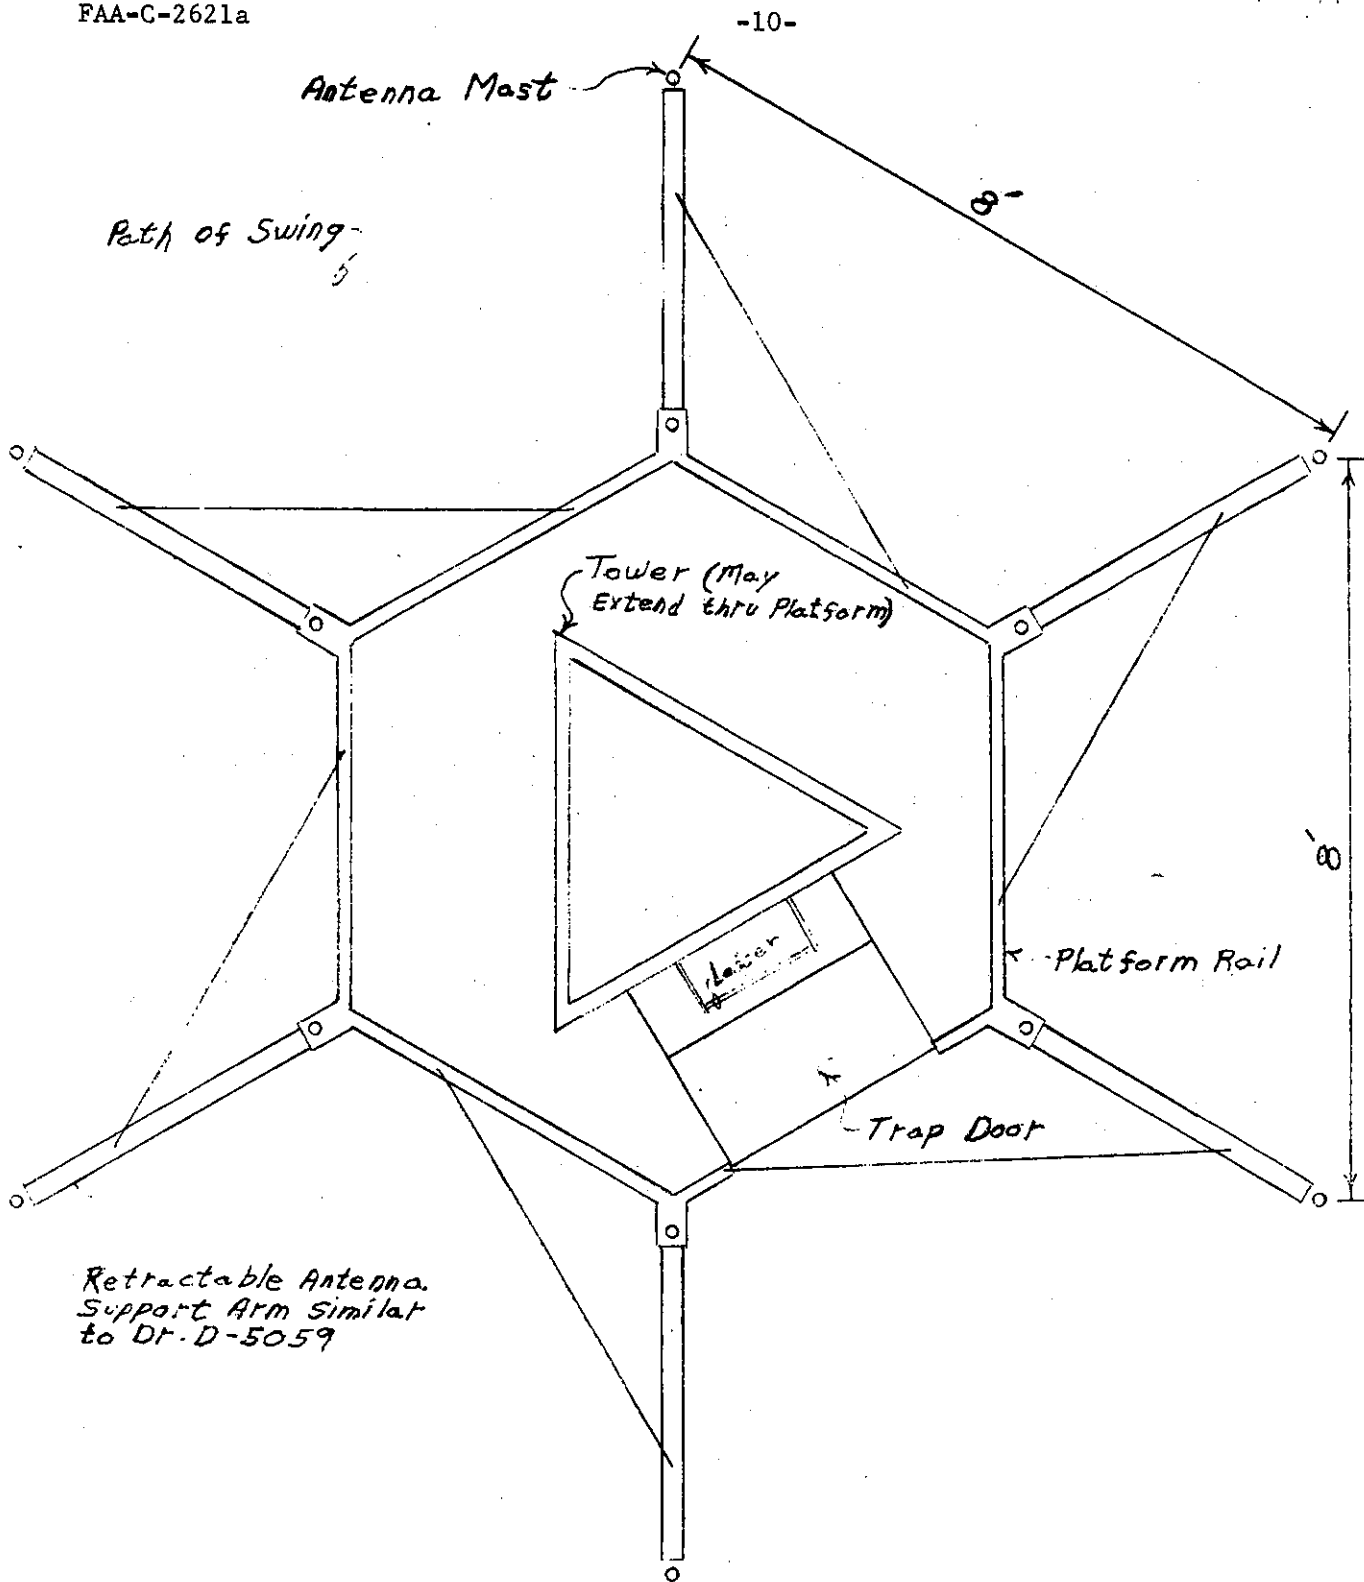 FAA-C-2621a
-10-
Antenna Mast
8'
Path of Swing
Tower (May
Extend thru Platform)
8'
Platform Rail
Trap Door
Retractable Antenna
Support Arm Similar
to Dr. D-5059